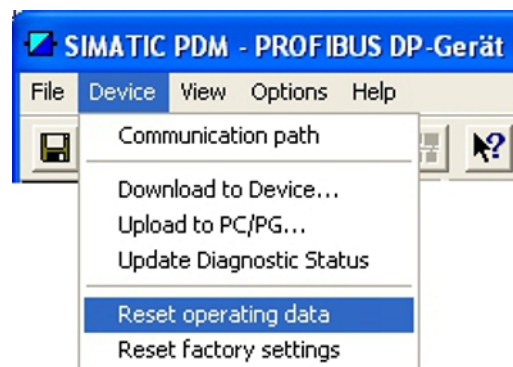 SIMATIC PDM - PROFIBUS DP-Gerät
File Device View Options Help
Communication path
Download to Device...
Upload to PC/PG...
Update Diagnostic Status
Reset operating data
Reset factory settings